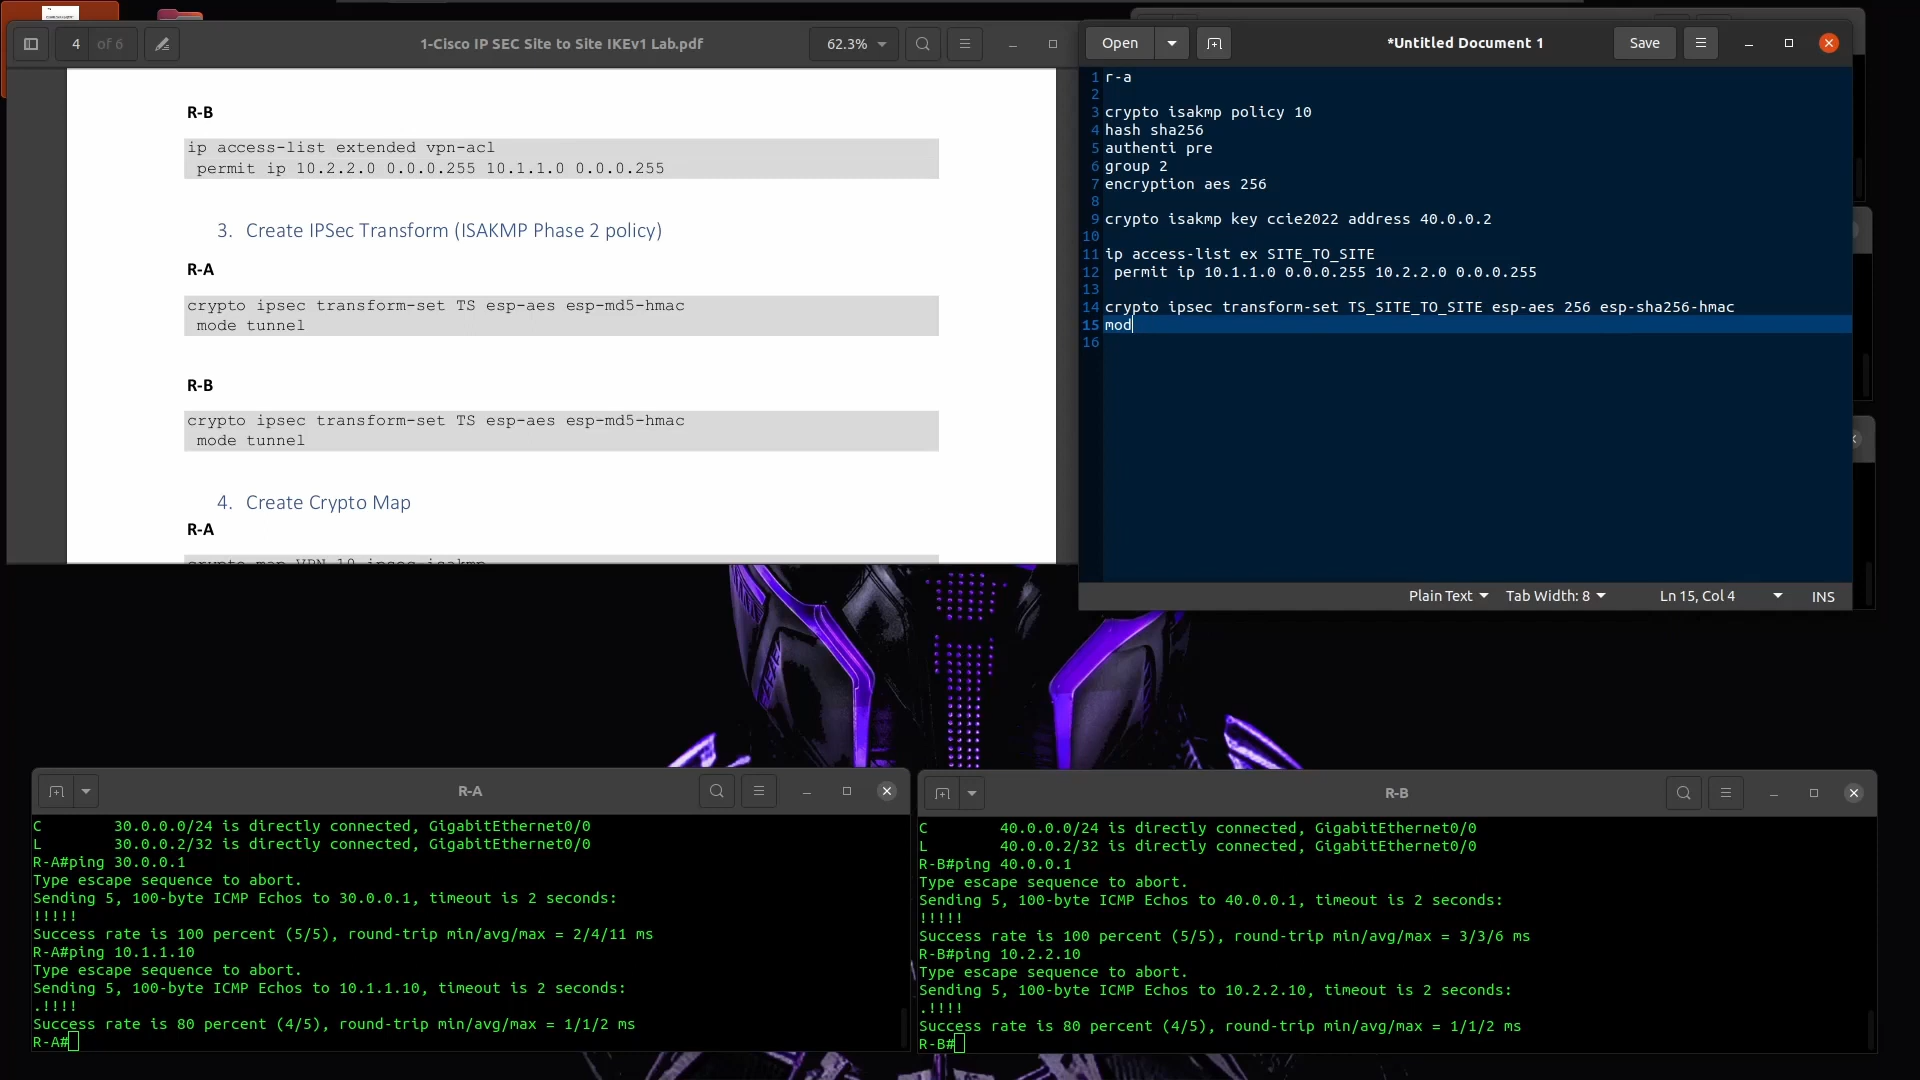 4 of 6
1-Cisco IP SEC Site to Site IKEv1 Lab.pdf
62.3%
R-B
ip access-list extended vpn-acl
permit ip 10.2.2.0 0.0.0.255 10.1.1.0 0.0.0.255
3. Create IPSec Transform (ISAKMP Phase 2 policy)
R-A
crypto ipsec transform-set TS esp-aes esp-md5-hmac
mode tunnel
R-B
crypto ipsec transform-set TS esp-aes esp-md5-hmac
mode tunnel
4. Create Crypto Map
R-A
crypto map VPN 10 ipsec-isakmp
Open
*Untitled Document 1
Save
1 r-a
2
3 crypto isakmp policy 10
4 hash sha256
5 authenti pre
6 group 2
7 encryption aes 256
8
9 crypto isakmp key ccie2022 address 40.0.0.2
10
11 ip access-list ex SITE_TO_SITE
12 permit ip 10.1.1.0 0.0.0.255 10.2.2.0 0.0.0.255
13
14 crypto ipsec transform-set TS_SITE_TO_SITE esp-aes 256 esp-sha256-hmac
15 mod
16
Plain Text Tab Width: 8 Ln 15, Col 4 INS
R-A
C 30.0.0.0/24 is directly connected, GigabitEthernet0/0
L 30.0.0.2/32 is directly connected, GigabitEthernet0/0
R-A#ping 30.0.0.1
Type escape sequence to abort.
Sending 5, 100-byte ICMP Echos to 30.0.0.1, timeout is 2 seconds:
!!!!!
Success rate is 100 percent (5/5), round-trip min/avg/max = 2/4/11 ms
R-A#ping 10.1.1.10
Type escape sequence to abort.
Sending 5, 100-byte ICMP Echos to 10.1.1.10, timeout is 2 seconds:
.!!!!
Success rate is 80 percent (4/5), round-trip min/avg/max = 1/1/2 ms
R-A#
R-B
C 40.0.0.0/24 is directly connected, GigabitEthernet0/0
L 40.0.0.2/32 is directly connected, GigabitEthernet0/0
R-B#ping 40.0.0.1
Type escape sequence to abort.
Sending 5, 100-byte ICMP Echos to 40.0.0.1, timeout is 2 seconds:
!!!!!
Success rate is 100 percent (5/5), round-trip min/avg/max = 3/3/6 ms
R-B#ping 10.2.2.10
Type escape sequence to abort.
Sending 5, 100-byte ICMP Echos to 10.2.2.10, timeout is 2 seconds:
.!!!!
Success rate is 80 percent (4/5), round-trip min/avg/max = 1/1/2 ms
R-B#